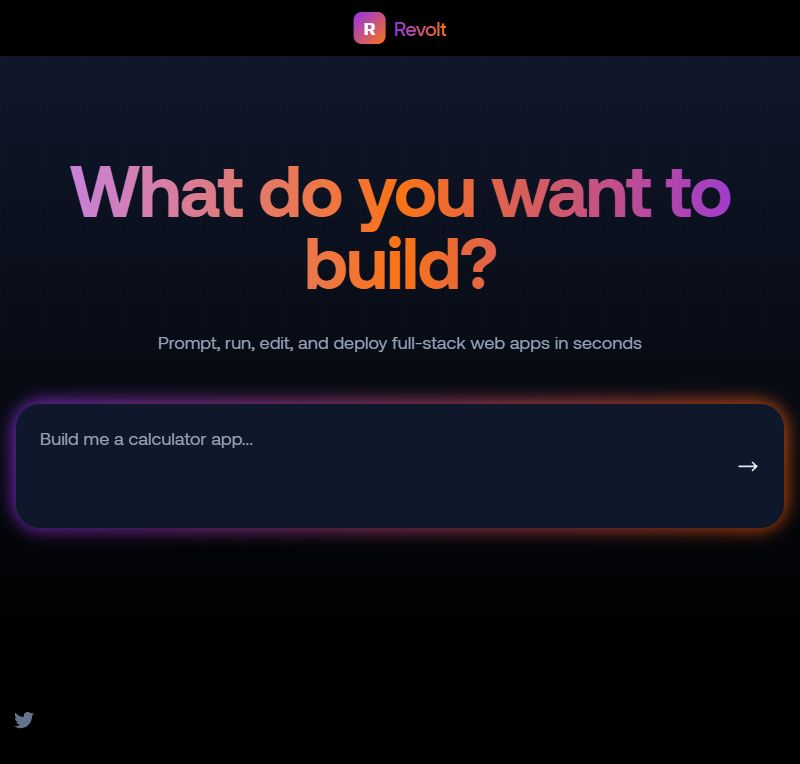 R Revolt
What do you want to
build?
Prompt, run, edit, and deploy full-stack web apps in seconds
Build me a calculator app...